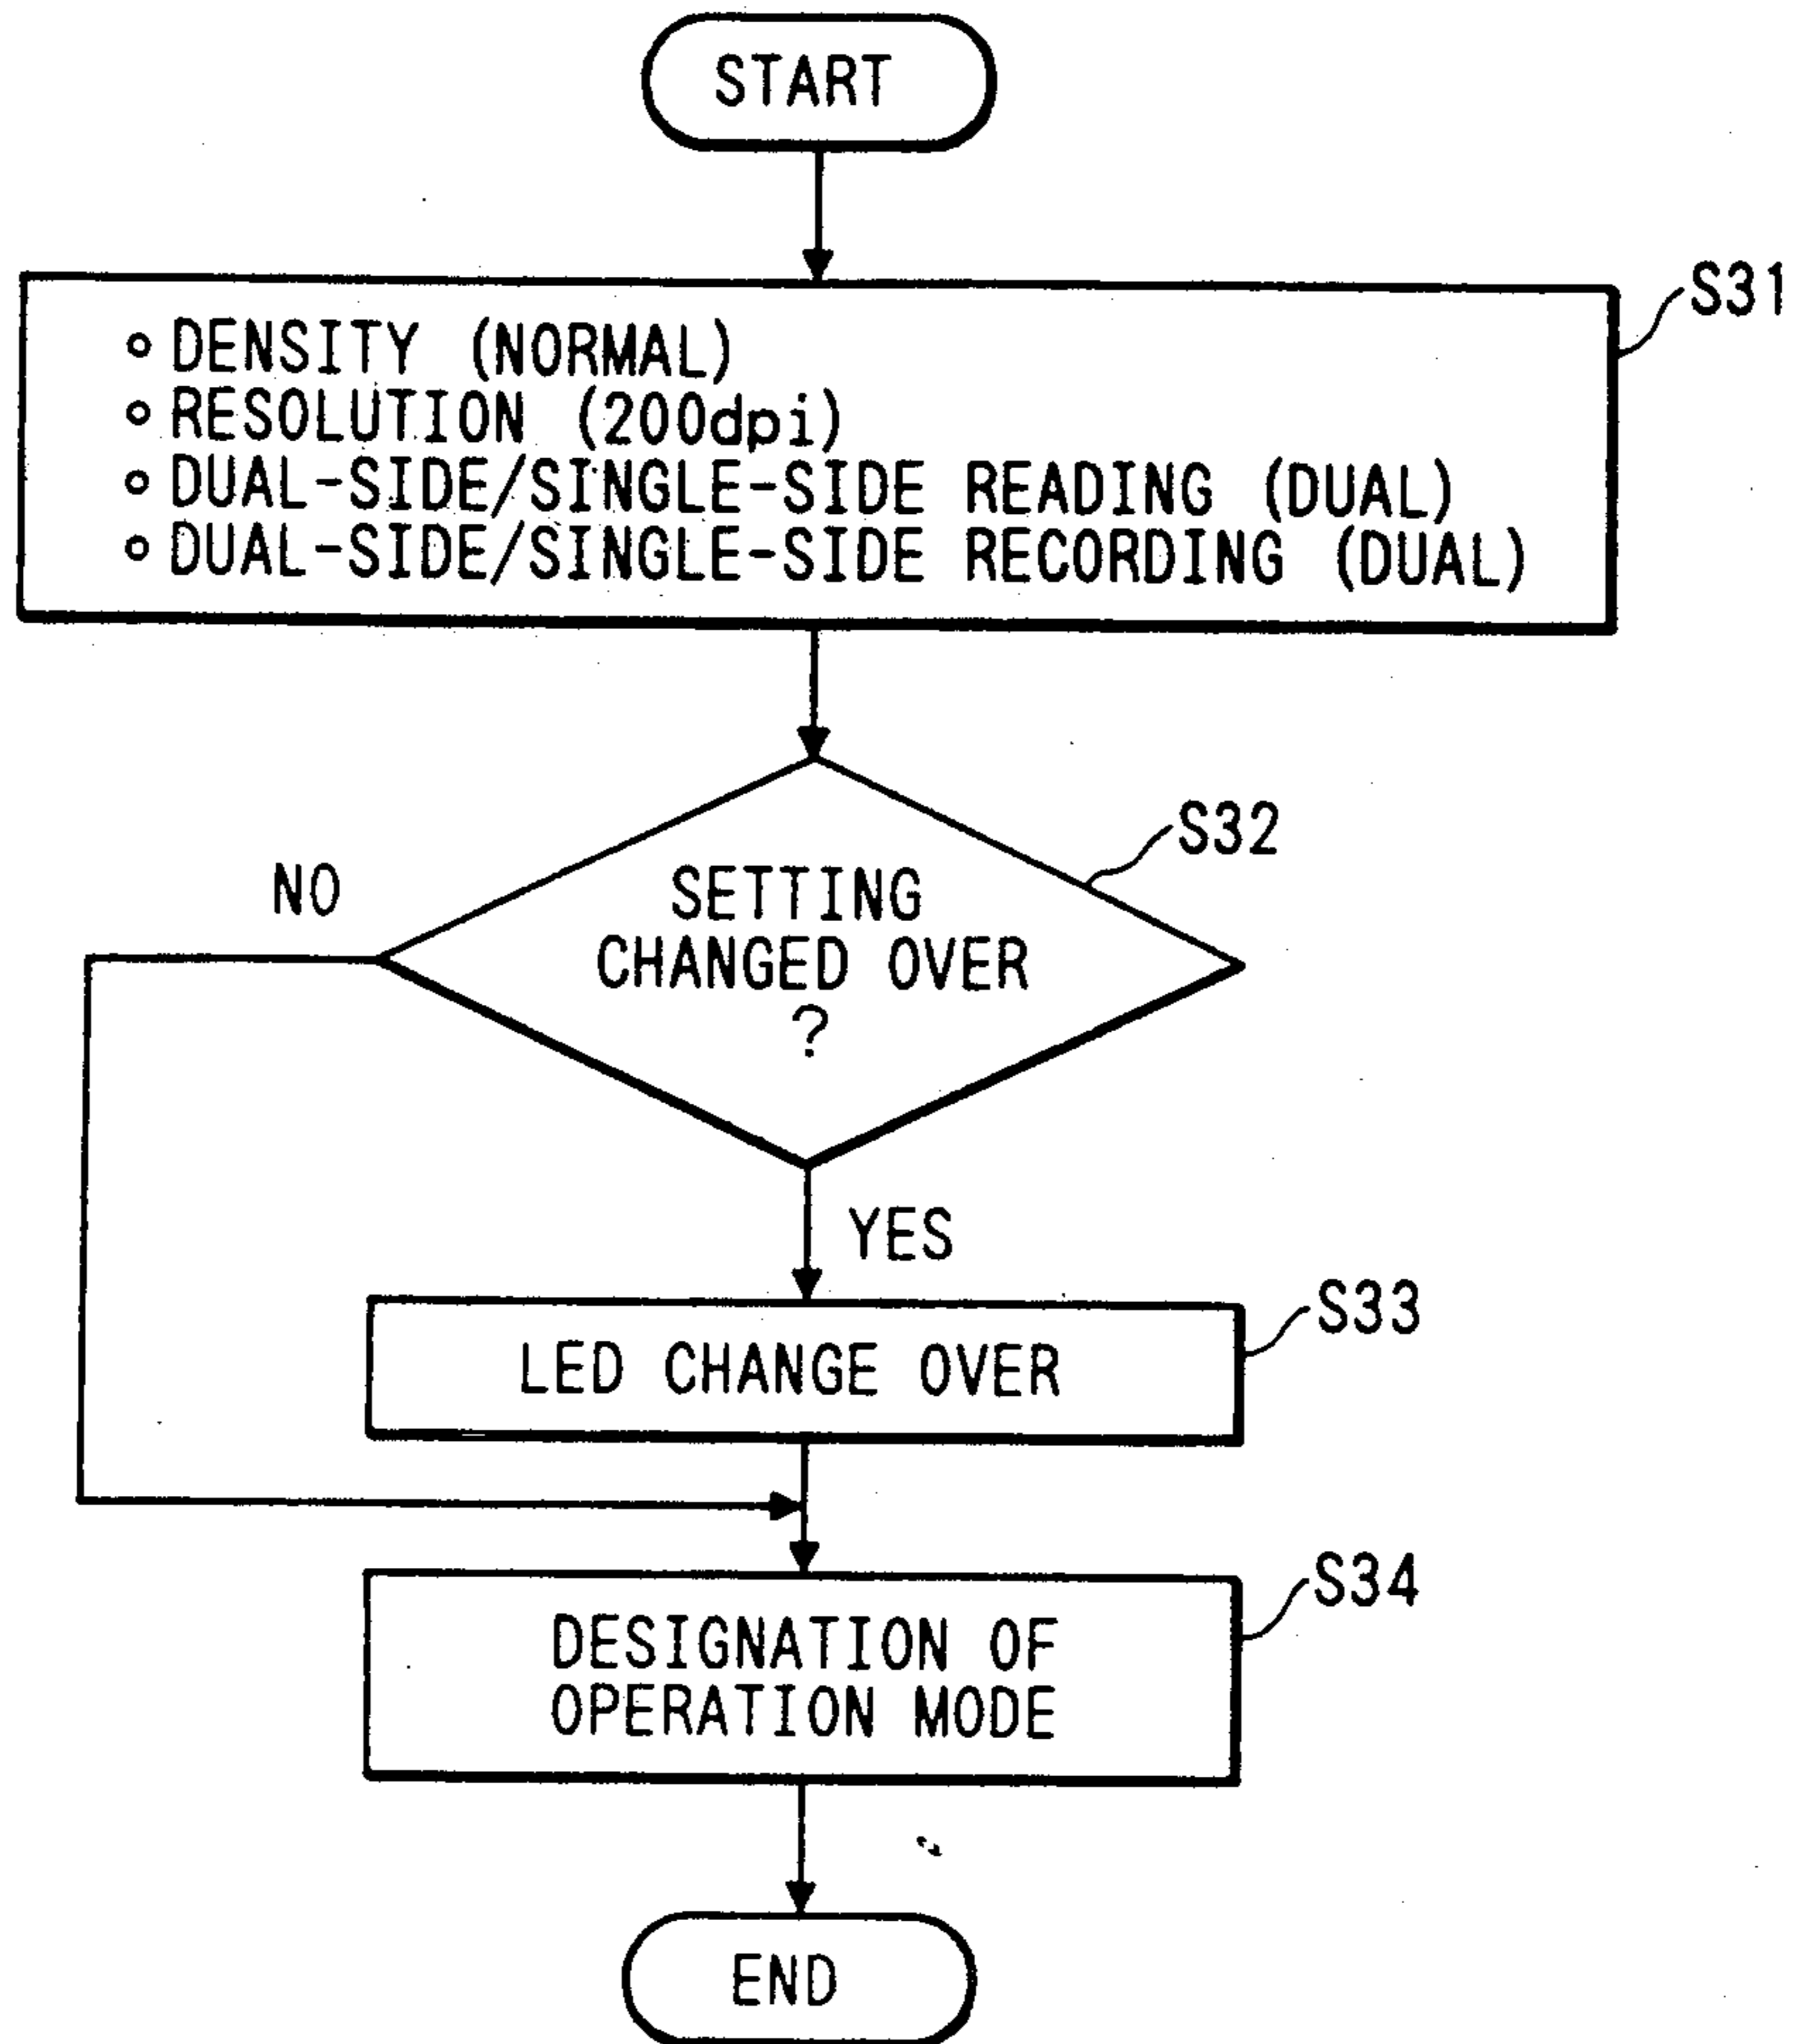 START
S31
○ DENSITY (NORMAL)
○ RESOLUTION (200dpi)
○ DUAL-SIDE/SINGLE-SIDE READING (DUAL)
○ DUAL-SIDE/SINGLE-SIDE RECORDING (DUAL)
S32
NO
SETTING
CHANGED OVER
?
YES
S33
LED CHANGE OVER
S34
DESIGNATION OF
OPERATION MODE
END